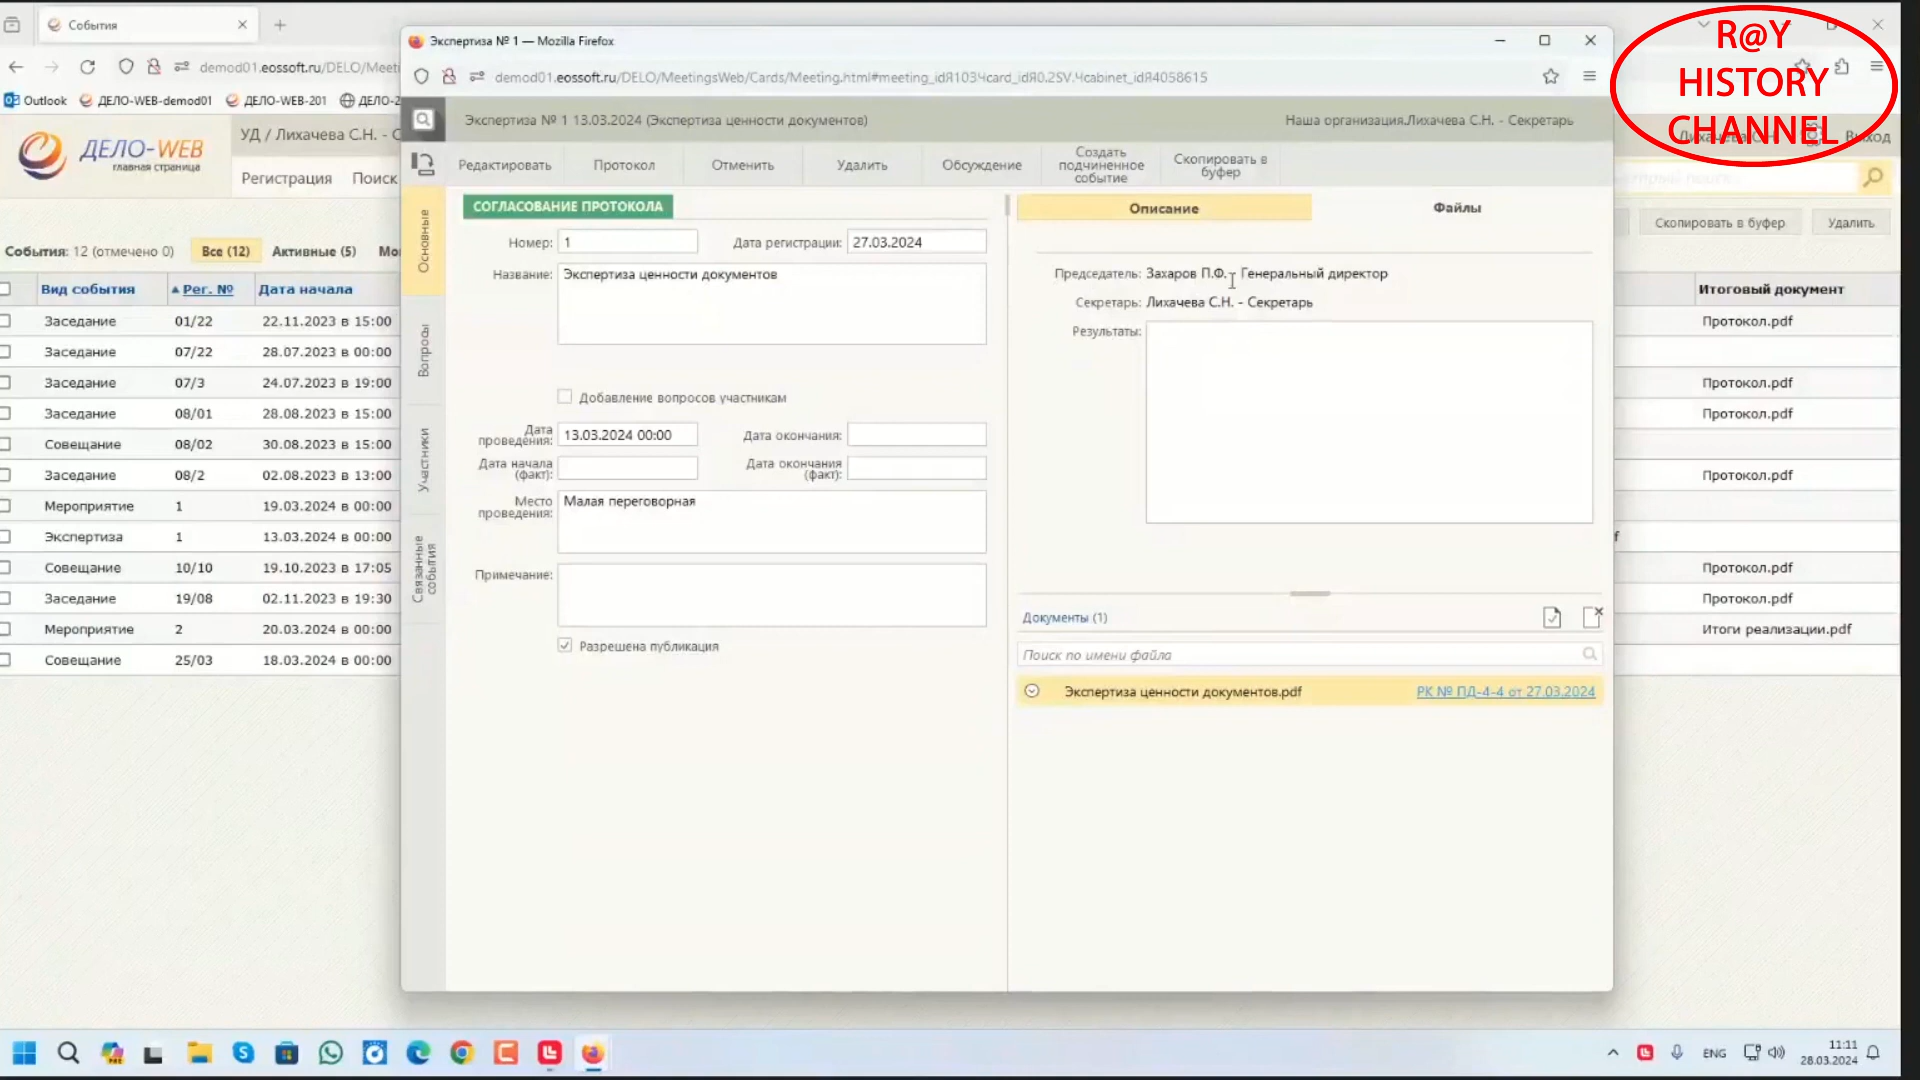 События
Экспертиза № 1 — Mozilla Firefox
R@Y
HISTORY
CHANNEL
demod01.eossoft.ru/DELO/Meeti
demod01.eossoft.ru/DELO/MeetingsWeb/Cards/Meeting.html#meeting_idЯ103Чcard_idЯ0.2SV.Чcabinet_idЯ4058615
Outlook
ДЕЛО-WEB-demod01
ДЕЛО-WEB-201
ДЕЛО-2
ДЕЛО-WEB
главная страница
УД / Лихачева С.Н. - С
Регистрация
Поиск
Экспертиза № 1 13.03.2024 (Экспертиза ценности документов)
Наша организация.Лихачева С.Н. - Секретарь
Выход
Редактировать
Протокол
Отменить
Удалить
Обсуждение
Создать
подчиненное
событие
Скопировать в
буфер
Скопировать в буфер
Удалить
События: 12 (отмечено 0)
Все (12)
Активные (5)
Мо
Вид события
Рег. №
Дата начала
Итоговый документ
Заседание 01/22 22.11.2023 в 15:00 Протокол.pdf
Заседание 07/22 28.07.2023 в 00:00
Заседание 07/3 24.07.2023 в 19:00 Протокол.pdf
Заседание 08/01 28.08.2023 в 15:00 Протокол.pdf
Совещание 08/02 30.08.2023 в 15:00
Заседание 08/2 02.08.2023 в 13:00 Протокол.pdf
Мероприятие 1 19.03.2024 в 00:00
Экспертиза 1 13.03.2024 в 00:00 f
Совещание 10/10 19.10.2023 в 17:05 Протокол.pdf
Заседание 19/08 02.11.2023 в 19:30 Протокол.pdf
Мероприятие 2 20.03.2024 в 00:00 Итоги реализации.pdf
Совещание 25/03 18.03.2024 в 00:00
Основные
Вопросы
Участники
Связанные
события
СОГЛАСОВАНИЕ ПРОТОКОЛА
Номер: 1
Дата регистрации: 27.03.2024
Название: Экспертиза ценности документов
Добавление вопросов участникам
Дата
проведения: 13.03.2024 00:00
Дата окончания:
Дата начала
(факт):
Дата окончания
(факт):
Место
проведения:
Малая переговорная
Примечание:
Разрешена публикация
Описание
Файлы
Председатель: Захаров П.Ф. - Генеральный директор
Секретарь: Лихачева С.Н. - Секретарь
Результаты:
Документы (1)
Поиск по имени файла
Экспертиза ценности документов.pdf
РК № ПД-4-4 от 27.03.2024
ENG
11:11
28.03.2024